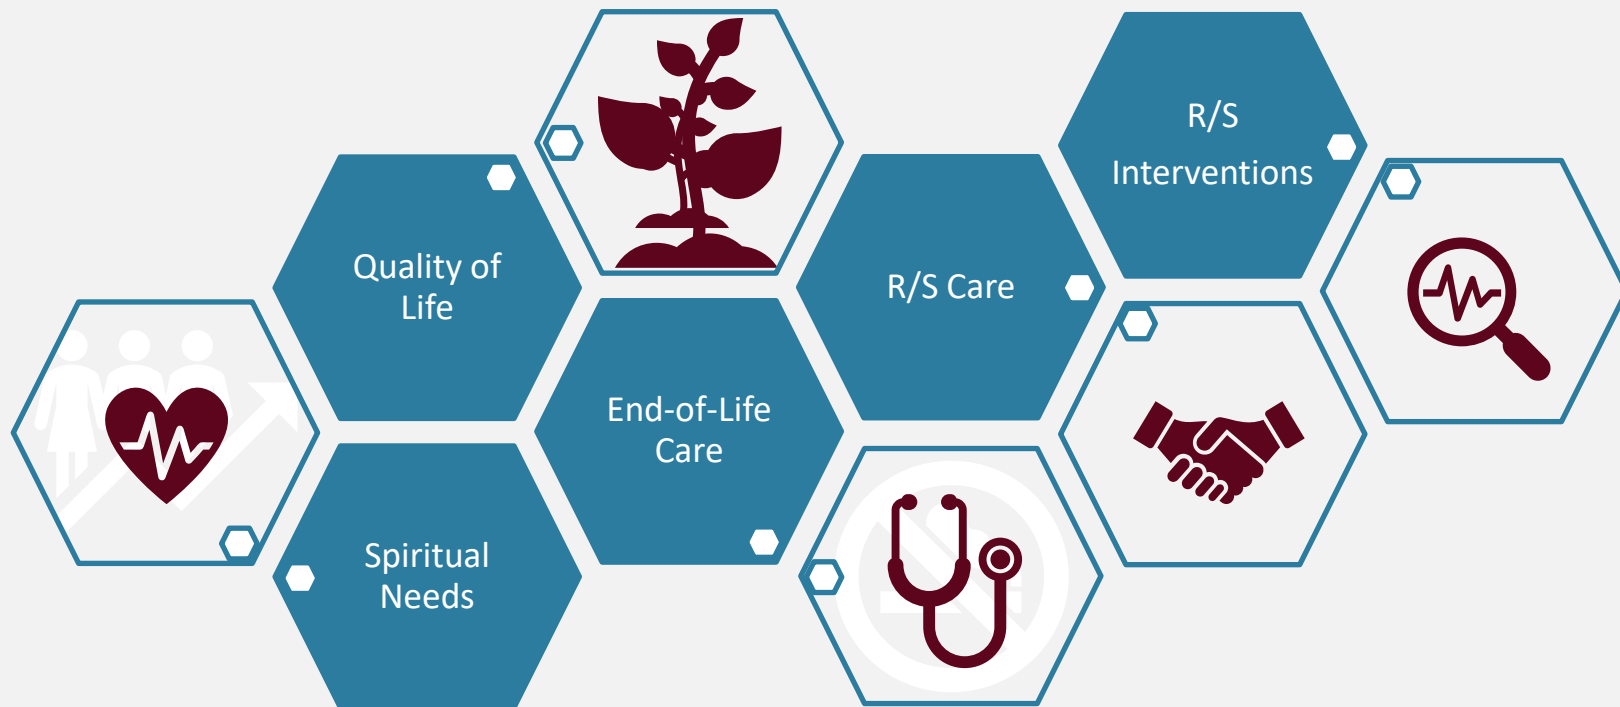 Quality of
Life
Spiritual
Needs
End-of-Life
Care
R/S Care
R/S
Interventions